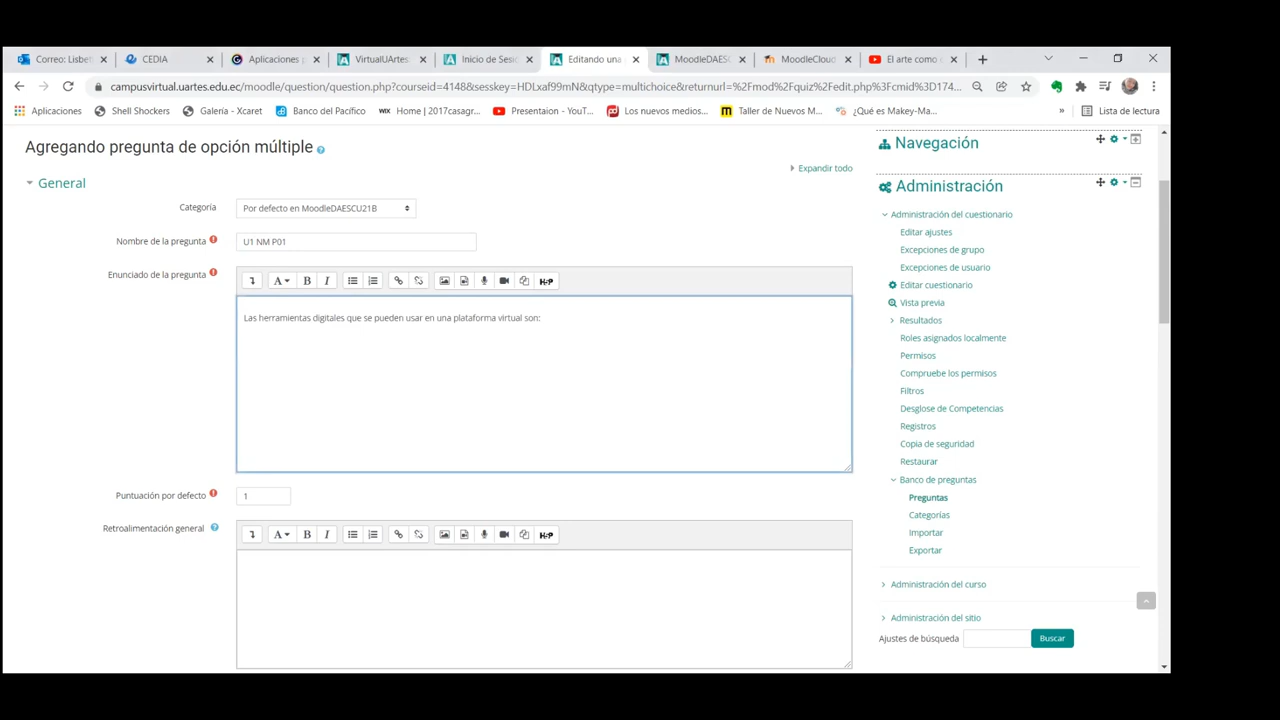 Correo: Lisbet
CEDIA
Aplicaciones p
VirtualUArtes:
Inicio de Sesió
Editando una
MoodleDAESC
MoodleCloud
El arte como
campusvirtual.uartes.edu.ec/moodle/question/question.php?courseid=4148&sesskey=HDLxaf99mN&qtype=multichoice&returnurl=%2Fmod%2Fquiz%2Fedit.php%3Fcmid%3D174...
Aplicaciones
Shell Shockers
Galería - Xcaret
Banco del Pacífico
Home | 2017casagr...
Presentaion - YouT...
Los nuevos medios...
Taller de Nuevos M...
¿Qué es Makey-Ma...
»
Lista de lectura
Agregando pregunta de opción múltiple
Expandir todo
General
Categoría
Por defecto en MoodleDAESCU21B
Nombre de la pregunta
U1 NM P01
Enunciado de la pregunta
A B I H-P
Las herramientas digitales que se pueden usar en una plataforma virtual son:
Puntuación por defecto
1
Retroalimentación general
A B I H-P
Navegación
Administración
Administración del cuestionario
Editar ajustes
Excepciones de grupo
Excepciones de usuario
Editar cuestionario
Vista previa
Resultados
Roles asignados localmente
Permisos
Compruebe los permisos
Filtros
Desglose de Competencias
Registros
Copia de seguridad
Restaurar
Banco de preguntas
Preguntas
Categorías
Importar
Exportar
Administración del curso
Administración del sitio
Ajustes de búsqueda
Buscar